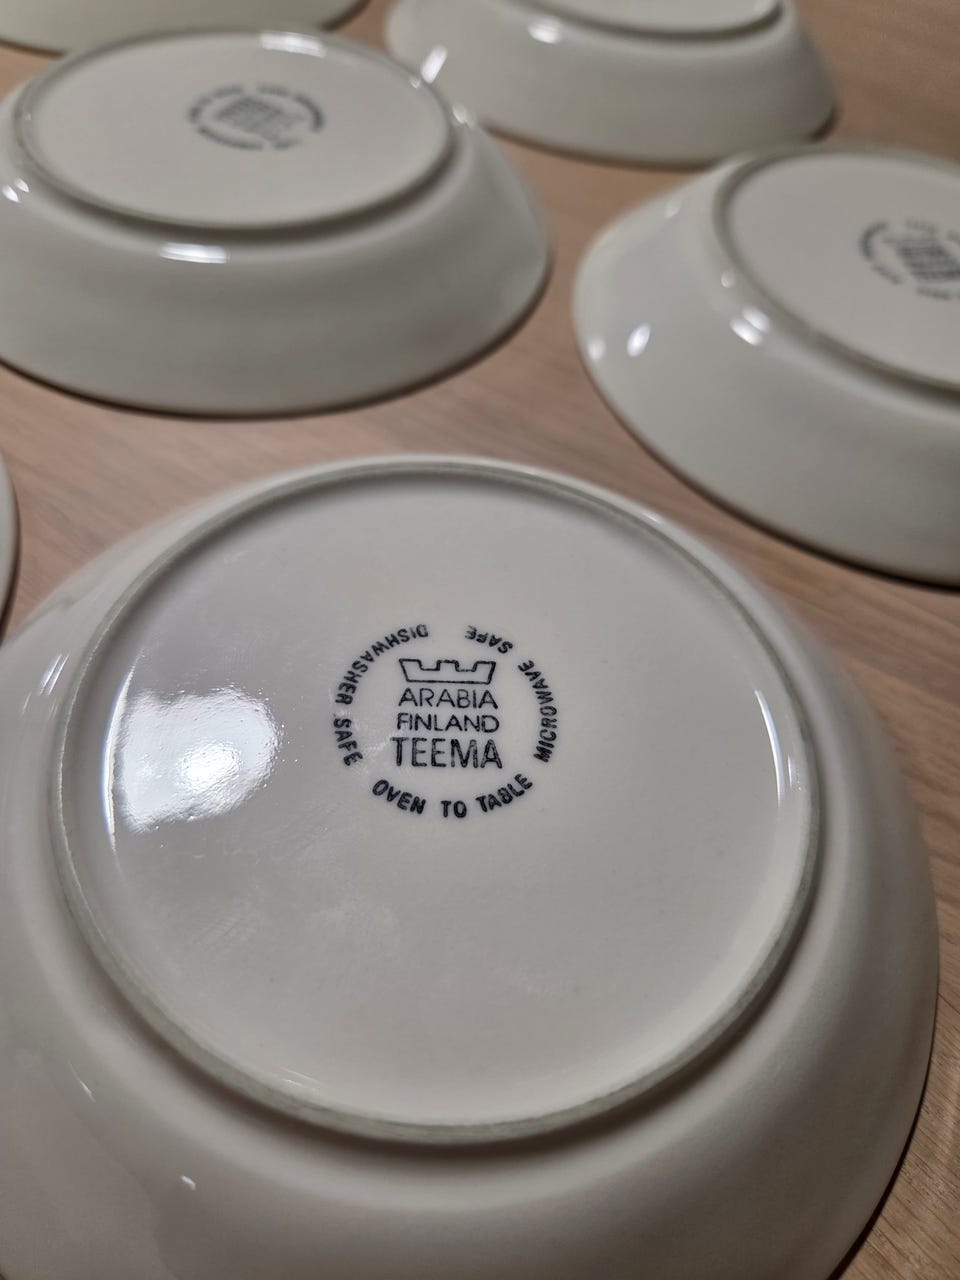 ARABIA
FINLAND
TEEMA
DISHWASHER SAFE
OVEN TO TABLE
MICROWAVE SAFE